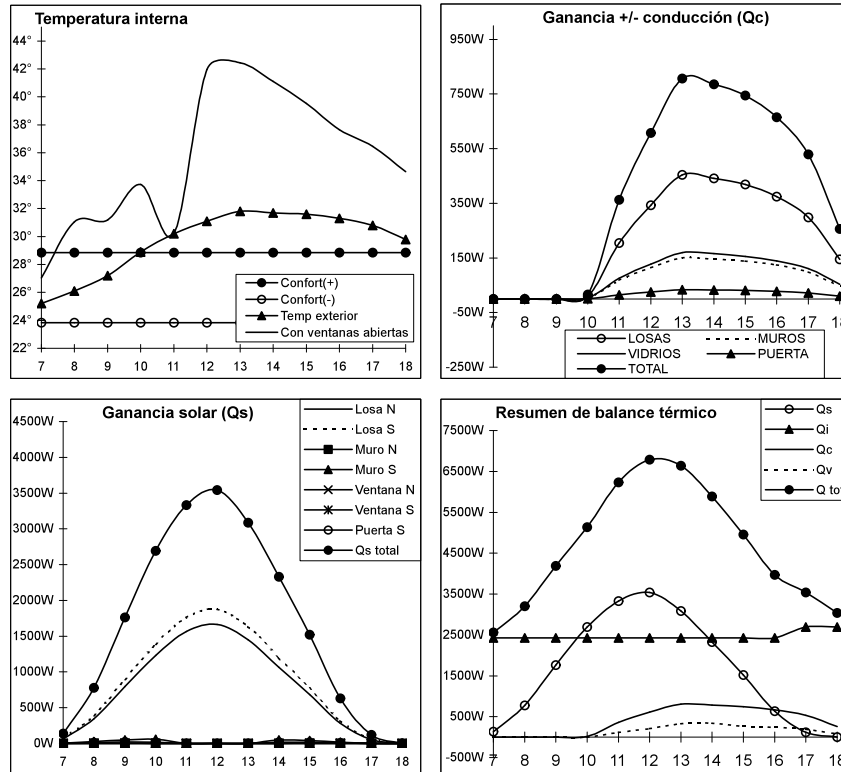 Temperatura interna
44°
42°
40°
38°
36°
34°
32°
30°
28°
26°
24°
22°
7 8 9 10 11 12 13 14 15 16 17 18
Confort(+)
Confort(-)
Temp exterior
Con ventanas abiertas
Ganancia +/- conducción (Qc)
950W
750W
550W
350W
150W
-50W
-250W
7 8 9 10 11 12 13 14 15 16 17 18
LOSAS MUROS
VIDRIOS PUERTA
TOTAL
Ganancia solar (Qs)
4500W
4000W
3500W
3000W
2500W
2000W
1500W
1000W
500W
0W
7 8 9 10 11 12 13 14 15 16 17 18
Losa N
Losa S
Muro N
Muro S
Ventana N
Ventana S
Puerta S
Qs total
Resumen de balance térmico
7500W
6500W
5500W
4500W
3500W
2500W
1500W
500W
-500W
7 8 9 10 11 12 13 14 15 16 17 18
Qs
Qi
Qc
Qv
Q tot